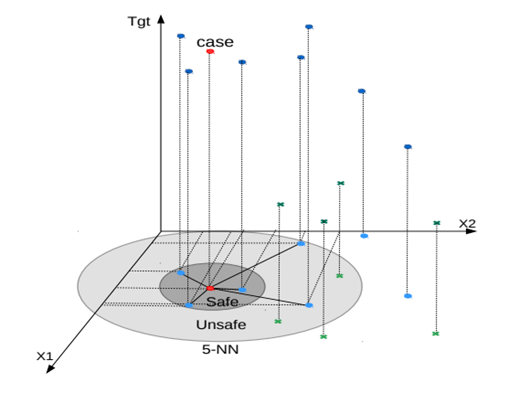 Tgt
case
X2
Safe
Unsafe
5-NN
X1